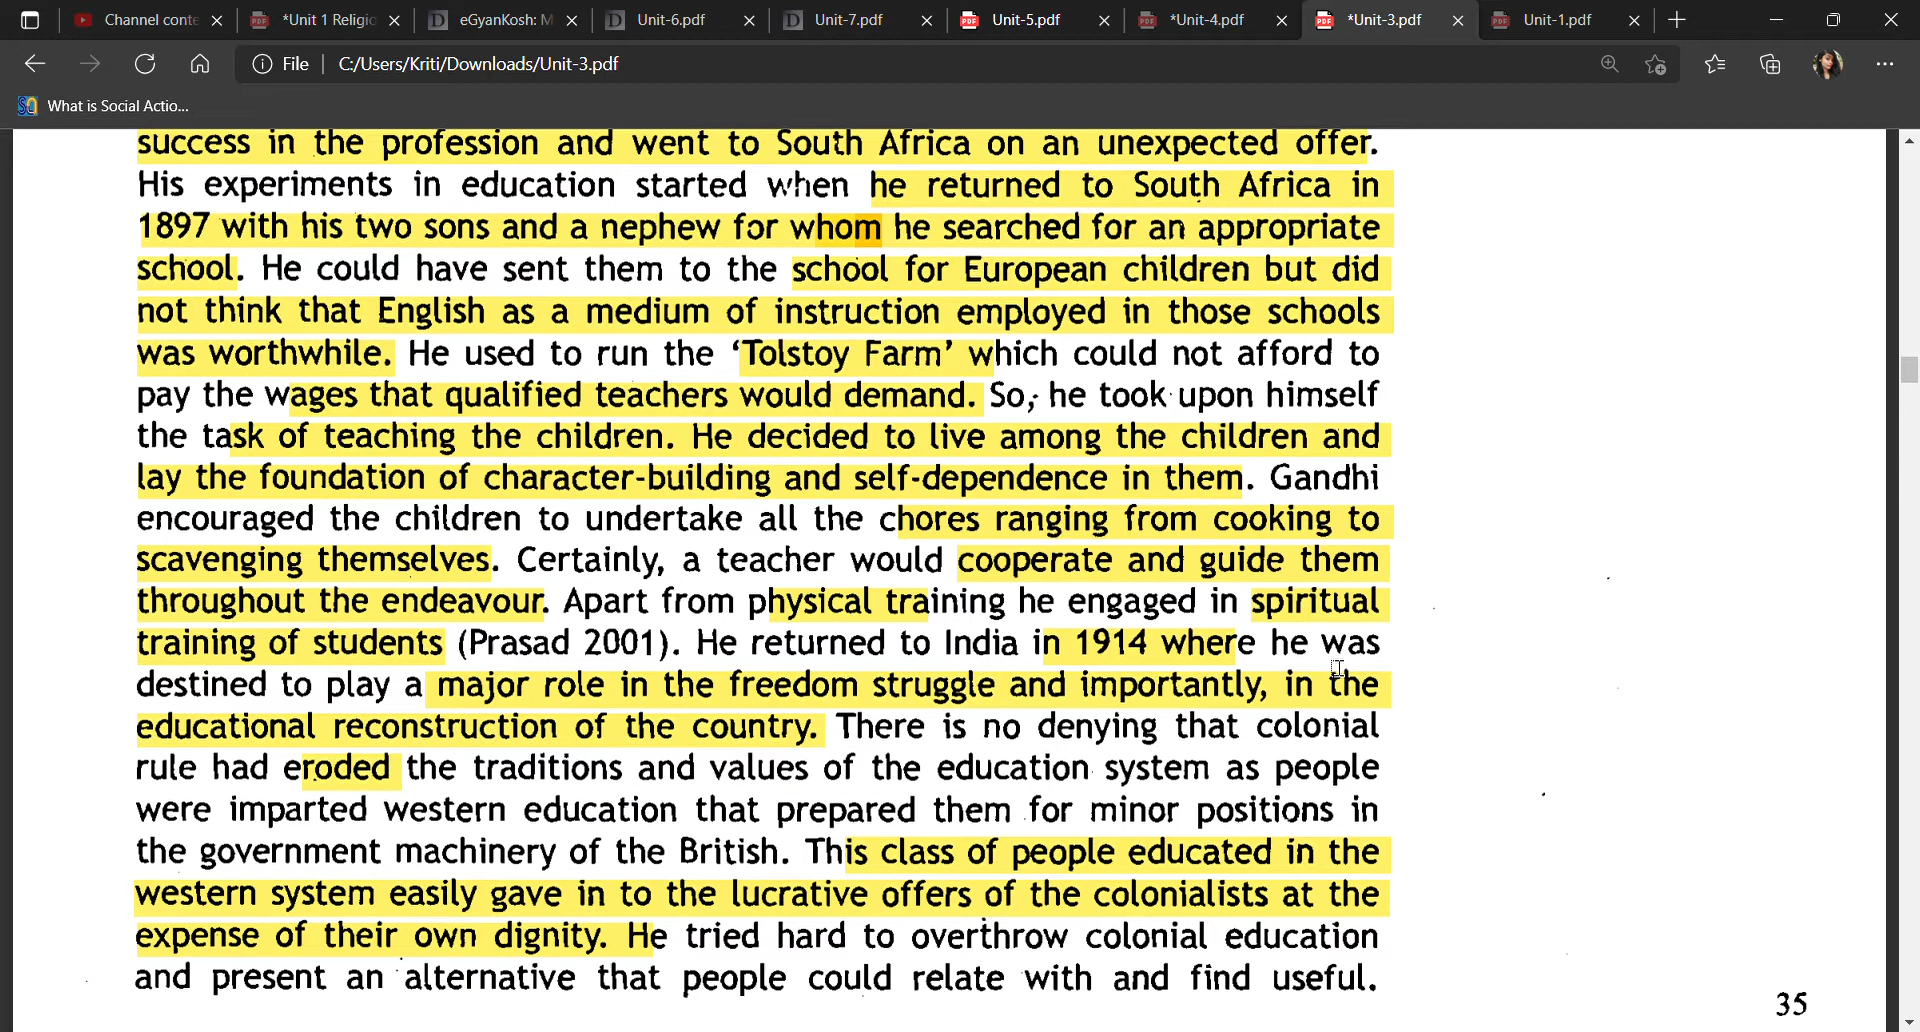 Channel conte
*Unit 1 Religio
eGyanKosh: M
Unit-6.pdf
Unit-7.pdf
Unit-5.pdf
*Unit-4.pdf
*Unit-3.pdf
Unit-1.pdf
File
C:/Users/Kriti/Downloads/Unit-3.pdf
What is Social Actio...
success in the profession and went to South Africa on an unexpected offer.
His experiments in education started when he returned to South Africa in
1897 with his two sons and a nephew for whom he searched for an appropriate
school. He could have sent them to the school for European children but did
not think that English as a medium of instruction employed in those schools
was worthwhile. He used to run the ‘Tolstoy Farm’ which could not afford to
pay the wages that qualified teachers would demand. So, he took upon himself
the task of teaching the children. He decided to live among the children and
lay the foundation of character-building and self-dependence in them. Gandhi
encouraged the children to undertake all the chores ranging from cooking to
scavenging themselves. Certainly, a teacher would cooperate and guide them
throughout the endeavour. Apart from physical training he engaged in spiritual
training of students (Prasad 2001). He returned to India in 1914 where he was
destined to play a major role in the freedom struggle and importantly, in the
educational reconstruction of the country. There is no denying that colonial
rule had eroded the traditions and values of the education system as people
were imparted western education that prepared them for minor positions in
the government machinery of the British. This class of people educated in the
western system easily gave in to the lucrative offers of the colonialists at the
expense of their own dignity. He tried hard to overthrow colonial education
and present an alternative that people could relate with and find useful.
35